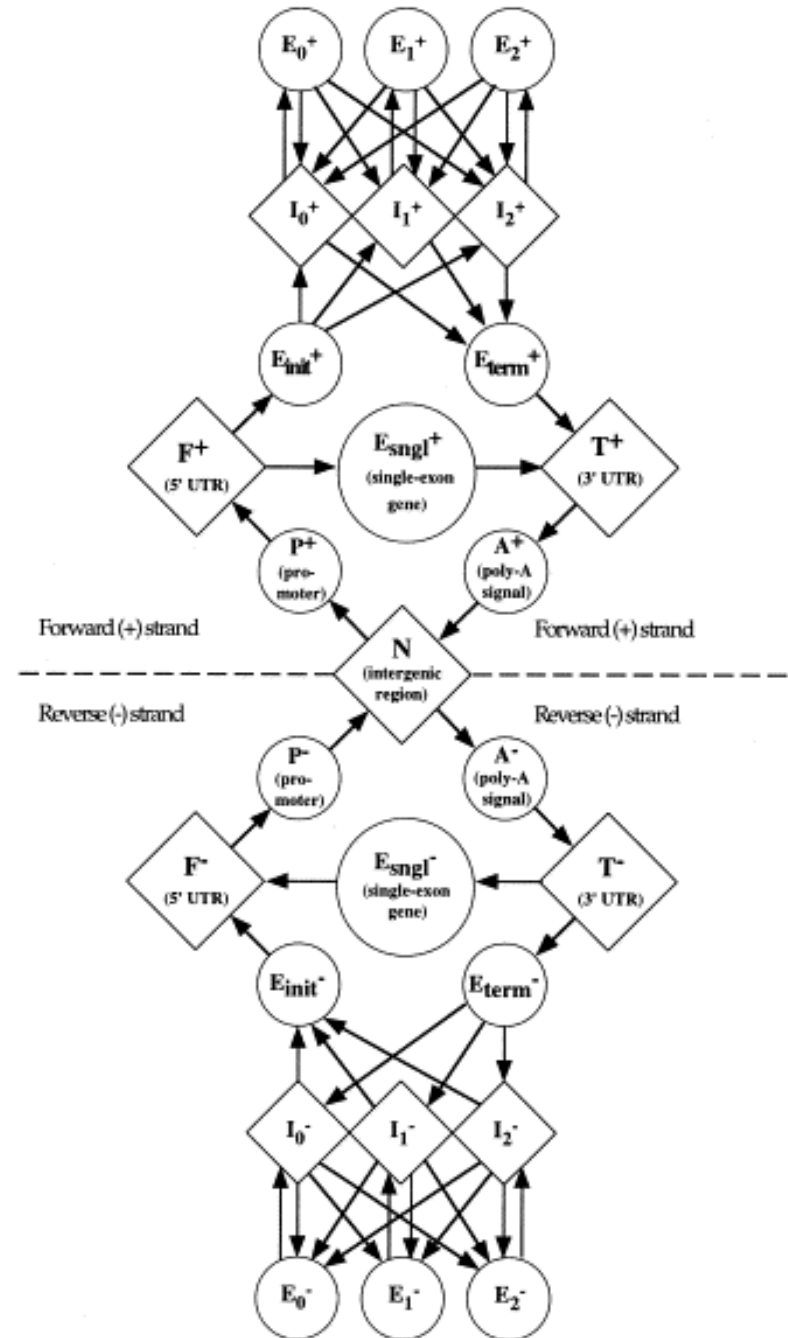 E0+ E1+ E2+
I0+ I1+ I2+
Einit+ Eterm+
F+
(5' UTR)
Esngl+
(single-exon
gene)
T+
(3' UTR)
P+
(pro-
moter)
A+
(poly-A
signal)
Forward (+) strand
N
(intergenic
region)
Forward (+) strand
Reverse (-) strand
Reverse (-) strand
P-
(pro-
moter)
A-
(poly-A
signal)
F-
(5' UTR)
Esngl-
(single-exon
gene)
T-
(3' UTR)
Einit- Eterm-
I0- I1- I2-
E0- E1- E2-